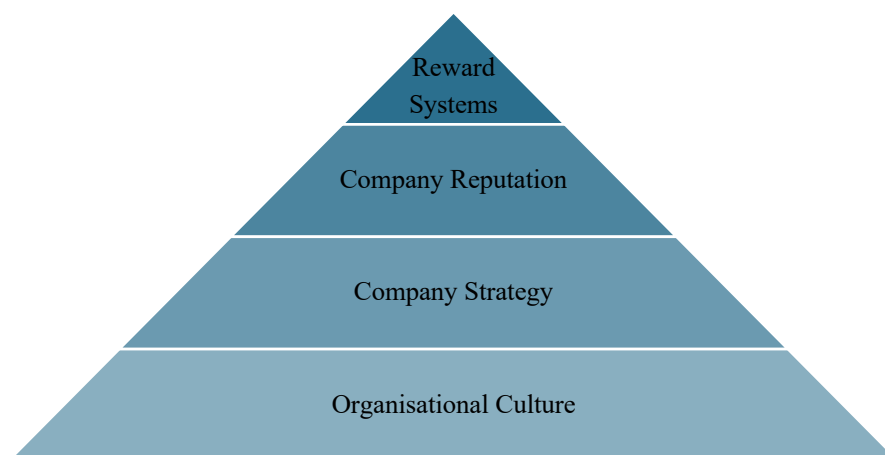 Reward
Systems
Company Reputation
Company Strategy
Organisational Culture